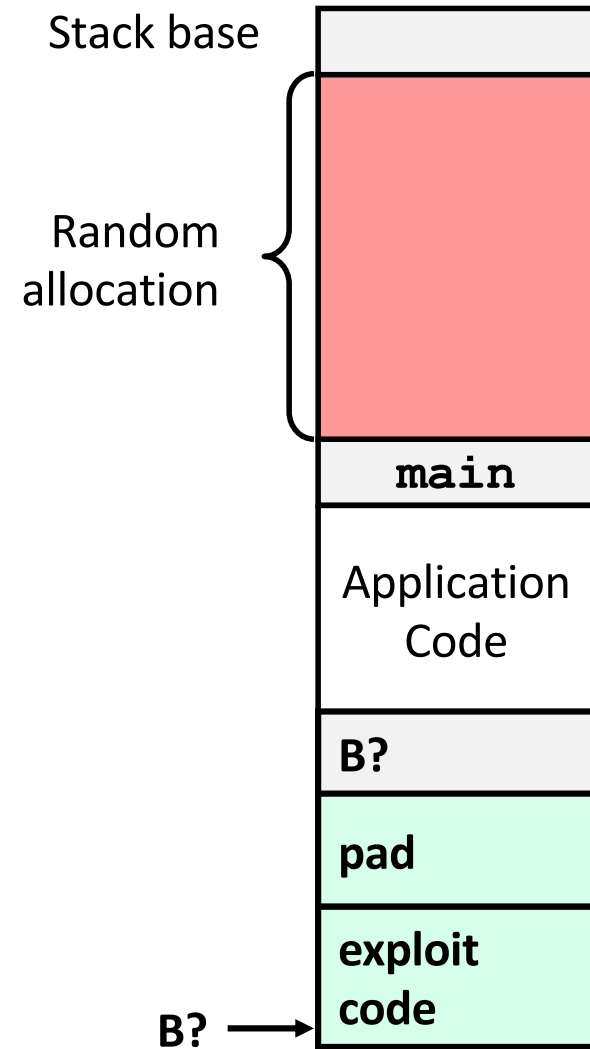 Stack base
Random
allocation
main
Application
Code
B?
pad
exploit
code
B?